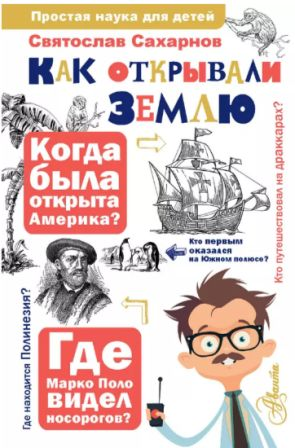 Простая наука для детей
Святослав Сахарнов
КАК ОТКРЫВАЛИ
ЗЕМЛЮ
Когда
была
открыта
Америка?
Кто путешествовал на драккарах?
Кто первым
оказался
на Южном полюсе?
Где находится Полинезия?
Где
Марко Поло
видел
носорогов?
Аванта